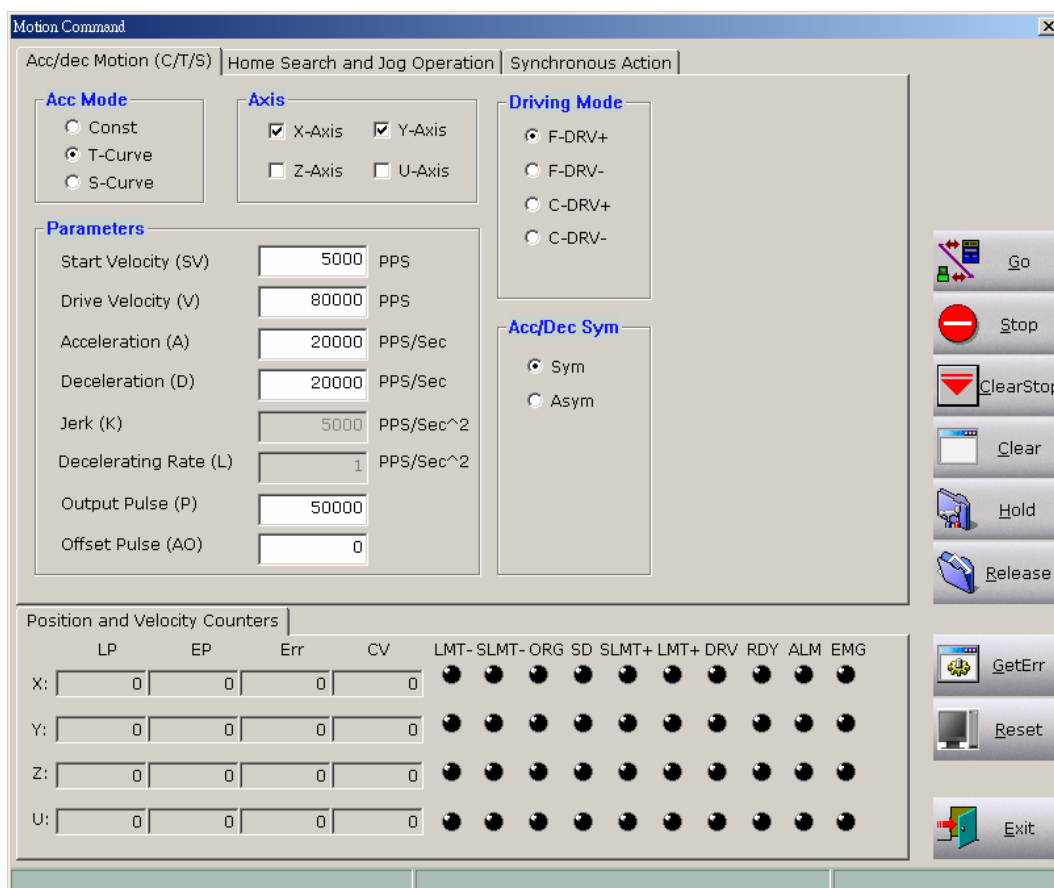 Motion Command
Acc/dec Motion (C/T/S) Home Search and Jog Operation Synchronous Action
Acc Mode
Const
T-Curve
S-Curve
Axis
X-Axis Y-Axis
Z-Axis U-Axis
Driving Mode
F-DRV+
F-DRV-
C-DRV+
C-DRV-
Parameters
Start Velocity (SV) 5000 PPS
Drive Velocity (V) 80000 PPS
Acceleration (A) 20000 PPS/Sec
Deceleration (D) 20000 PPS/Sec
Jerk (K) 5000 PPS/Sec^2
Decelerating Rate (L) 1 PPS/Sec^2
Output Pulse (P) 50000
Offset Pulse (AO) 0
Acc/Dec Sym
Sym
Asym
Go
Stop
ClearStop
Clear
Hold
Release
Position and Velocity Counters
LP EP Err CV LMT- SLMT- ORG SD SLMT+ LMT+ DRV RDY ALM EMG
X: 0 0 0 0
Y: 0 0 0 0
Z: 0 0 0 0
U: 0 0 0 0
GetErr
Reset
Exit